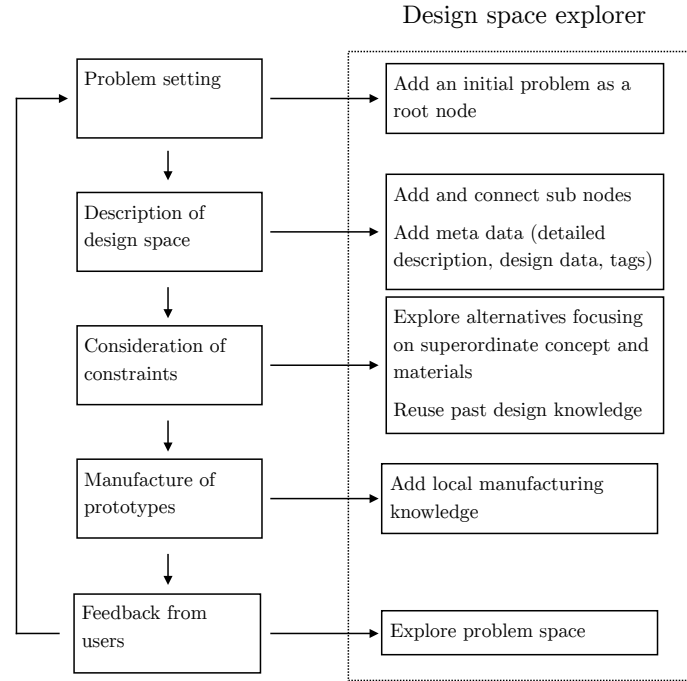 Design space explorer
Problem setting
Add an initial problem as a
root node
Description of
design space
Add and connect sub nodes
Add meta data (detailed
description, design data, tags)
Consideration of
constraints
Explore alternatives focusing
on superordinate concept and
materials
Reuse past design knowledge
Manufacture of
prototypes
Add local manufacturing
knowledge
Feedback from
users
Explore problem space